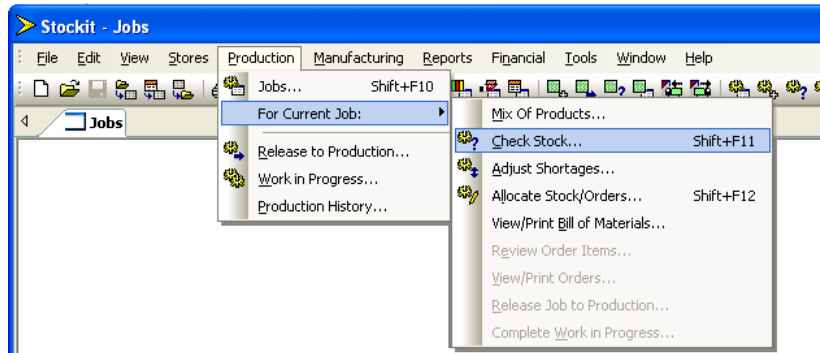 Stockit - Jobs
File Edit View Stores Production Manufacturing Reports Financial Tools Window Help
Jobs
Jobs... Shift+F10
For Current Job:
Release to Production...
Work in Progress...
Production History...
Mix Of Products...
Check Stock... Shift+F11
Adjust Shortages...
Allocate Stock/Orders... Shift+F12
View/Print Bill of Materials...
Review Order Items...
View/Print Orders...
Release Job to Production...
Complete Work in Progress...